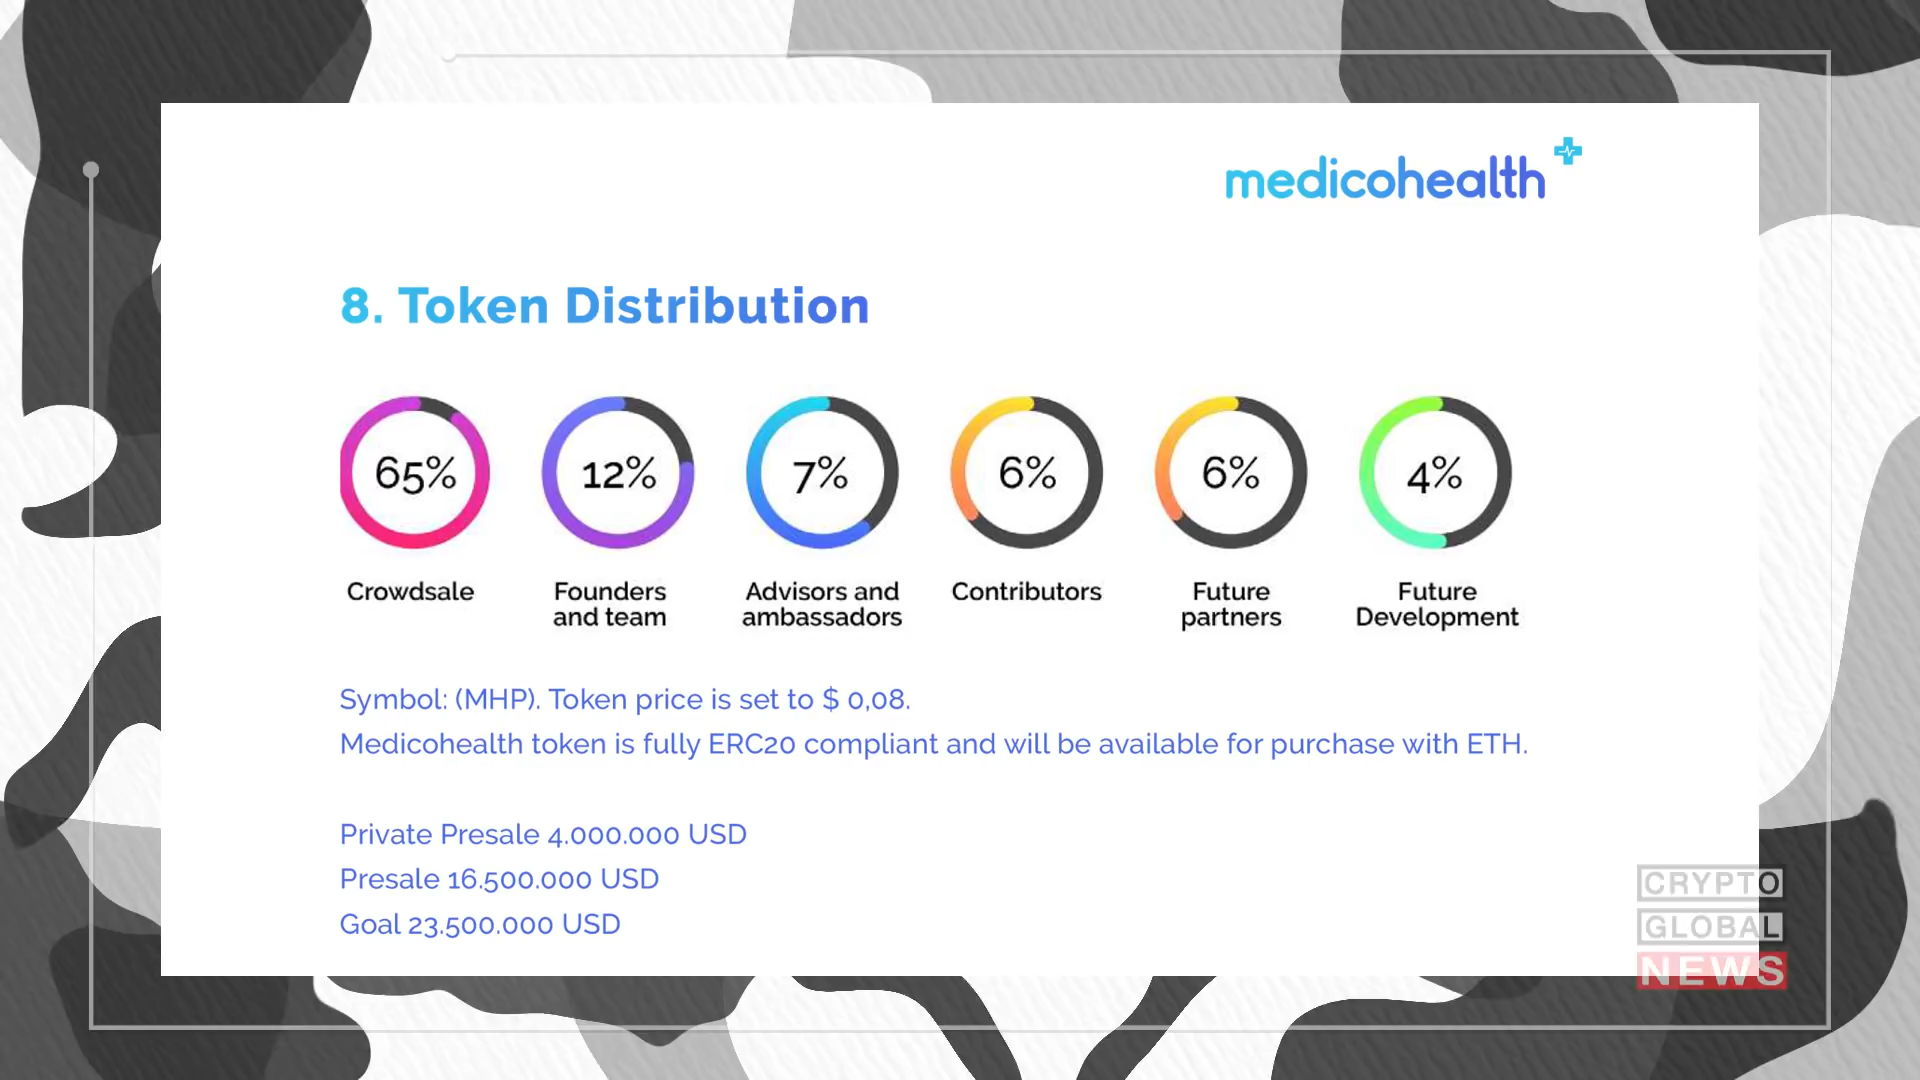 medicohealth
8. Token Distribution
65%
12%
7%
6%
6%
4%
Crowdsale
Founders
and team
Advisors and
ambassadors
Contributors
Future
partners
Future
Development
Symbol: (MHP). Token price is set to $ 0,08.
Medicohealth token is fully ERC20 compliant and will be available for purchase with ETH.
Private Presale 4.000.000 USD
Presale 16.500.000 USD
Goal 23.500.000 USD
CRYPTO
GLOBAL
NEWS